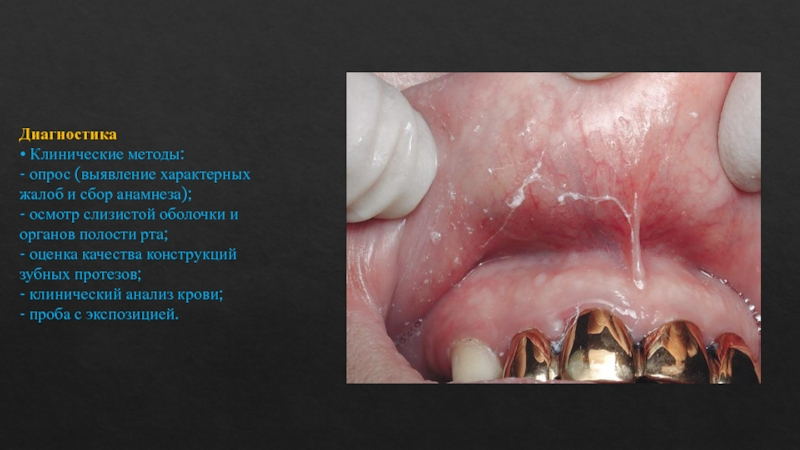 Диагностика
• Клинические методы:
- опрос (выявление характерных
жалоб и сбор анамнеза);
- осмотр слизистой оболочки и
органов полости рта;
- оценка качества конструкций
зубных протезов;
- клинический анализ крови;
- проба с экспозицией.